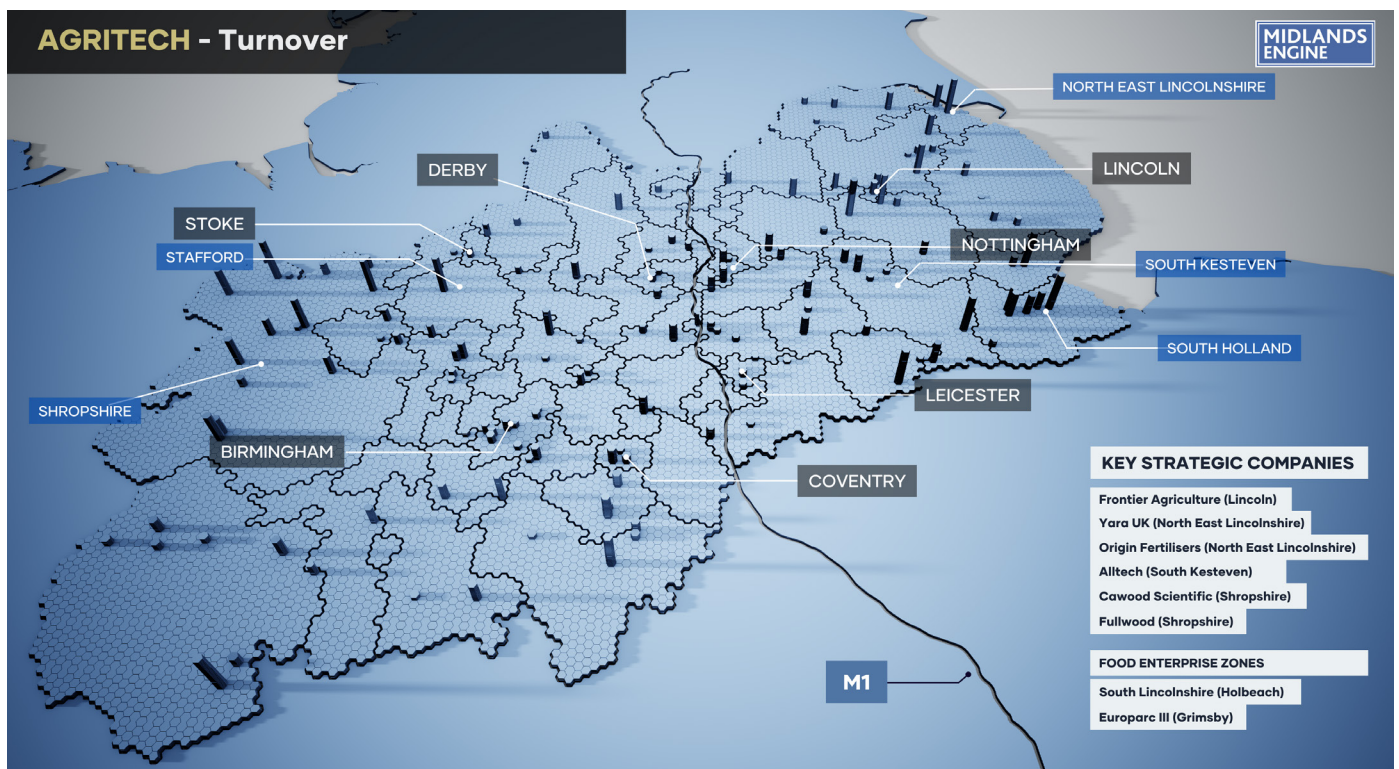 AGRITECH - Turnover
MIDLANDS
ENGINE
NORTH EAST LINCOLNSHIRE
DERBY
LINCOLN
STOKE
NOTTINGHAM
STAFFORD
SOUTH KESTEVEN
SOUTH HOLLAND
SHROPSHIRE
LEICESTER
BIRMINGHAM
COVENTRY
M1
KEY STRATEGIC COMPANIES
Frontier Agriculture (Lincoln)
Yara UK (North East Lincolnshire)
Origin Fertilisers (North East Lincolnshire)
Alltech (South Kesteven)
Cawood Scientific (Shropshire)
Fullwood (Shropshire)
FOOD ENTERPRISE ZONES
South Lincolnshire (Holbeach)
Europarc III (Grimsby)